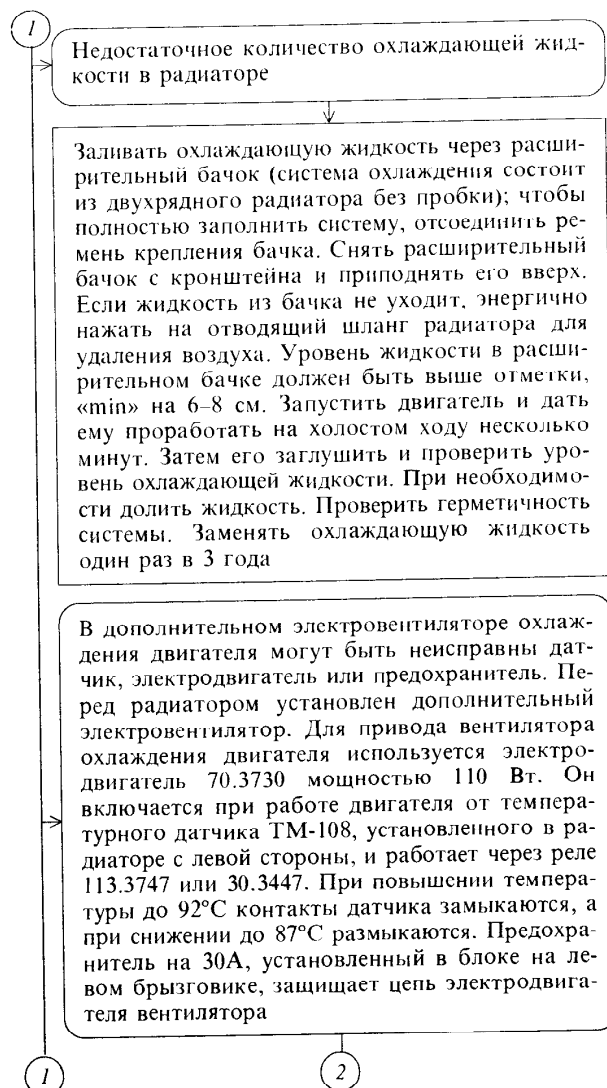 1
Недостаточное количество охлаждающей жид-
кости в радиаторе
Заливать охлаждающую жидкость через расши-
рительный бачок (система охлаждения состоит
из двухрядного радиатора без пробки); чтобы
полностью заполнить систему, отсоединить ре-
мень крепления бачка. Снять расширительный
бачок с кронштейна и приподнять его вверх.
Если жидкость из бачка не уходит, энергично
нажать на отводящий шланг радиатора для
удаления воздуха. Уровень жидкости в расши-
рительном бачке должен быть выше отметки,
«min» на 6–8 см. Запустить двигатель и дать
ему проработать на холостом ходу несколько
минут. Затем его заглушить и проверить уро-
вень охлаждающей жидкости. При необходимо-
сти долить жидкость. Проверить герметичность
системы. Заменять охлаждающую жидкость
один раз в 3 года
В дополнительном электровентиляторе охлаж-
дения двигателя могут быть неисправны дат-
чик, электродвигатель или предохранитель. Пе-
ред радиатором установлен дополнительный
электровентилятор. Для привода вентилятора
охлаждения двигателя используется электро-
двигатель 70.3730 мощностью 110 Вт. Он
включается при работе двигателя от темпера-
турного датчика ТМ-108, установленного в ра-
диаторе с левой стороны, и работает через реле
113.3747 или 30.3447. При повышении темпера-
туры до 92°С контакты датчика замыкаются, а
при снижении до 87°С размыкаются. Предохра-
нитель на 30А, установленный в блоке на ле-
вом брызговике, защищает цепь электродвига-
теля вентилятора
1
2